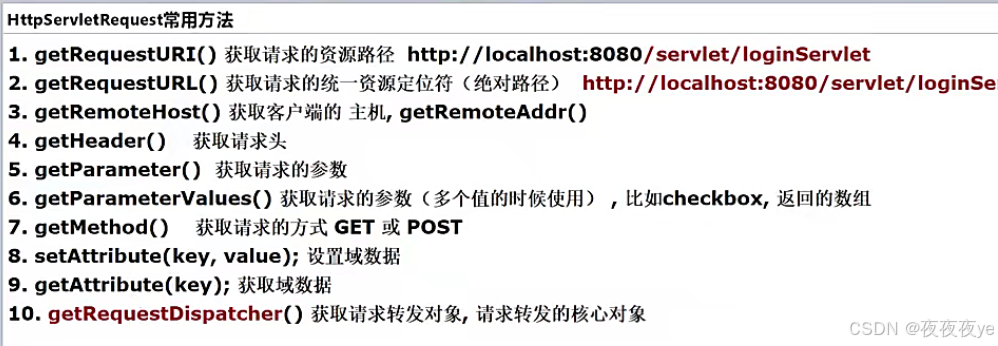 HttpServletRequest常用方法
1. getRequestURI() 获取请求的资源路径 http://localhost:8080/servlet/loginServlet
2. getRequestURL() 获取请求的统一资源定位符（绝对路径） http://localhost:8080/servlet/loginSe
3. getRemoteHost() 获取客户端的 主机, getRemoteAddr()
4. getHeader() 获取请求头
5. getParameter() 获取请求的参数
6. getParameterValues() 获取请求的参数（多个值的时候使用）, 比如checkbox, 返回的数组
7. getMethod() 获取请求的方式 GET 或 POST
8. setAttribute(key, value); 设置域数据
9. getAttribute(key); 获取域数据
10. getRequestDispatcher() 获取请求转发对象, 请求转发的核心对象
CSDN @夜夜夜ye